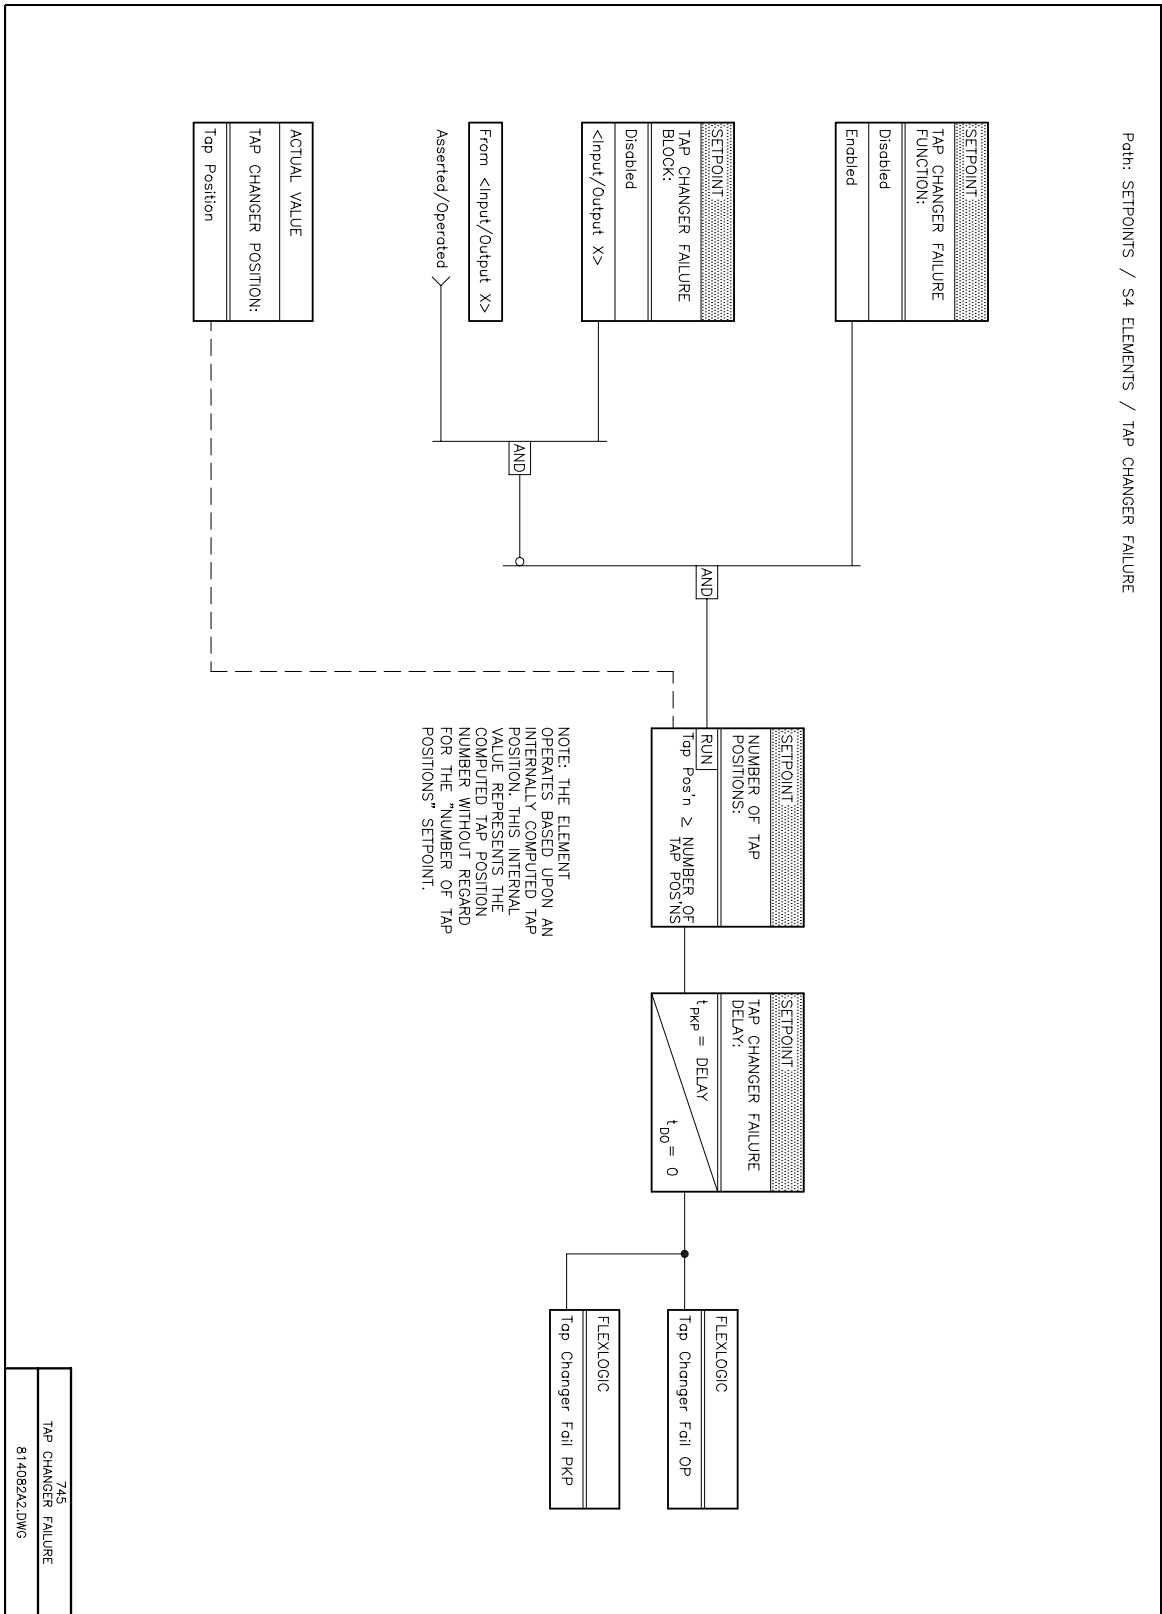 Path: SETPOINTS / S4 ELEMENTS / TAP CHANGER FAILURE
SETPOINT
TAP CHANGER FAILURE
FUNCTION:
Disabled
Enabled
SETPOINT
TAP CHANGER FAILURE
BLOCK:
Disabled
<Input/Output X>
From <Input/Output X>
Asserted/Operated
ACTUAL VALUE
TAP CHANGER POSITION:
Tap Position
AND
AND
SETPOINT
NUMBER OF TAP
POSITIONS:
RUN
Tap Pos'n ≥ NUMBER OF
TAP POS'NS
NOTE: THE ELEMENT
OPERATES BASED UPON AN
INTERNALLY COMPUTED TAP
POSITION. THIS INTERNAL
VALUE REPRESENTS THE
COMPUTED TAP POSITION
NUMBER WITHOUT REGARD
FOR THE "NUMBER OF TAP
POSITIONS" SETPOINT.
SETPOINT
TAP CHANGER FAILURE
DELAY:
tPKP = DELAY
tDO = 0
FLEXLOGIC
Tap Changer Fail OP
FLEXLOGIC
Tap Changer Fail PKP
745
TAP CHANGER FAILURE
814082A2.DWG